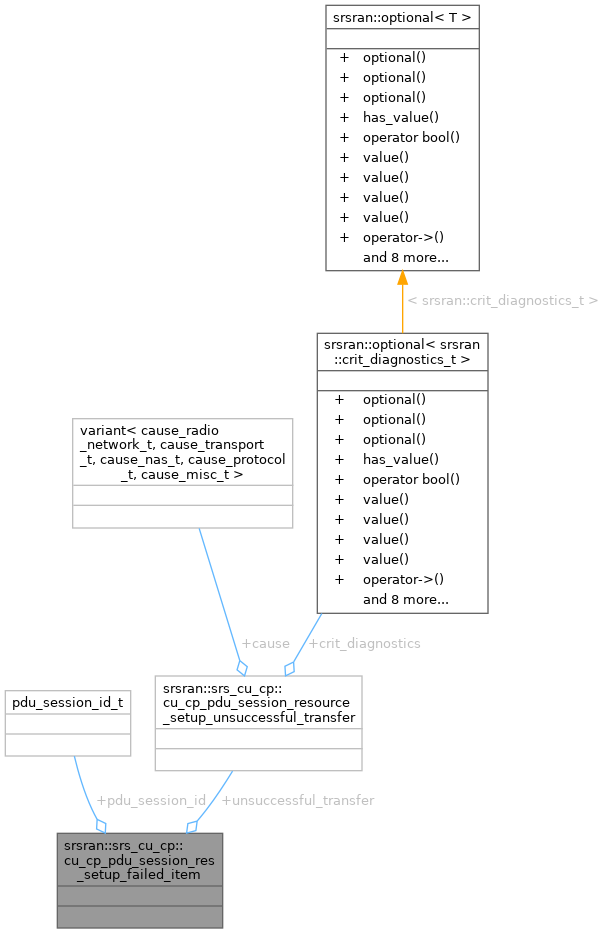 srsran::optional< T >
+ optional()
+ optional()
+ optional()
+ has_value()
+ operator bool()
+ value()
+ value()
+ value()
+ value()
+ operator->()
and 8 more...
< srsran::crit_diagnostics_t >
srsran::optional< srsran
::crit_diagnostics_t >
+ optional()
+ optional()
+ optional()
+ has_value()
+ operator bool()
+ value()
+ value()
+ value()
+ value()
+ operator->()
and 8 more...
variant< cause_radio
_network_t, cause_transport
_t, cause_nas_t, cause_protocol
_t, cause_misc_t >
+cause
+crit_diagnostics
srsran::srs_cu_cp::
cu_cp_pdu_session_resource
_setup_unsuccessful_transfer
pdu_session_id_t
+pdu_session_id
+unsuccessful_transfer
srsran::srs_cu_cp::
cu_cp_pdu_session_res
_setup_failed_item